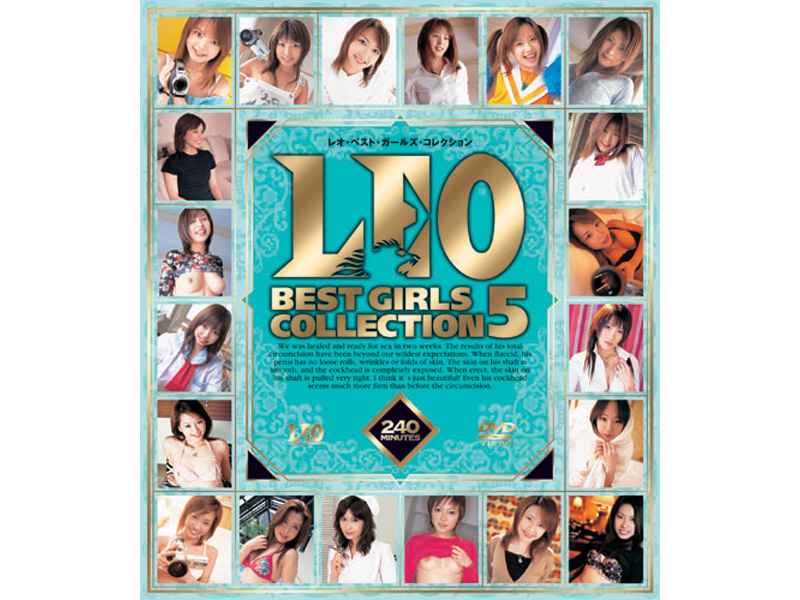 レオ・ベスト・ガールズ・コレクション
LEO
BEST GIRLS
COLLECTION 5
We was healed and ready for sex in two weeks. The results of his total
circumcision have been beyond our wildest expectations. When flaccid, his
penis has no loose rolls, wrinkles or folds of skin. The skin on his shaft is
smooth, and the cockhead is completely exposed. When erect, the skin on
his shaft is pulled very tight. i think it's just beautiful! Even his cockhead
seems much more firm than before the circumcision.
LEO
240
MINUTES
DVD
VIDEO